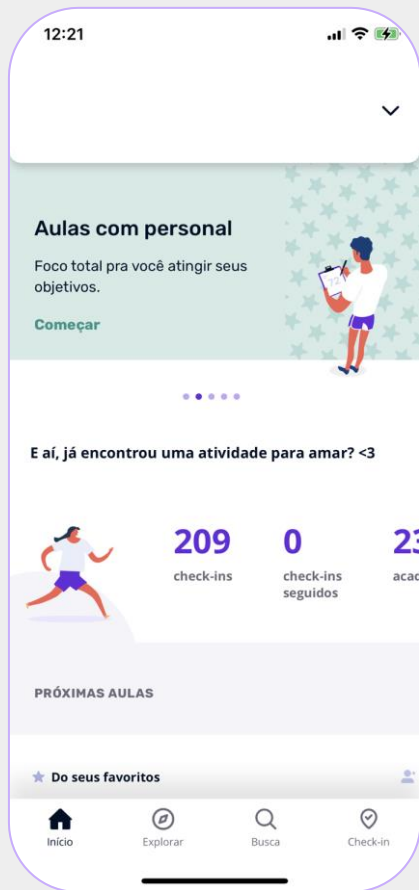 12:21
Aulas com personal
Foco total pra você atingir seus
objetivos.
Começar
72
E aí, já encontrou uma atividade para amar? <3
209
check-ins
0
check-ins
seguidos
PRÓXIMAS AULAS
Do seus favoritos
Início
Explorar
Busca
Check-in